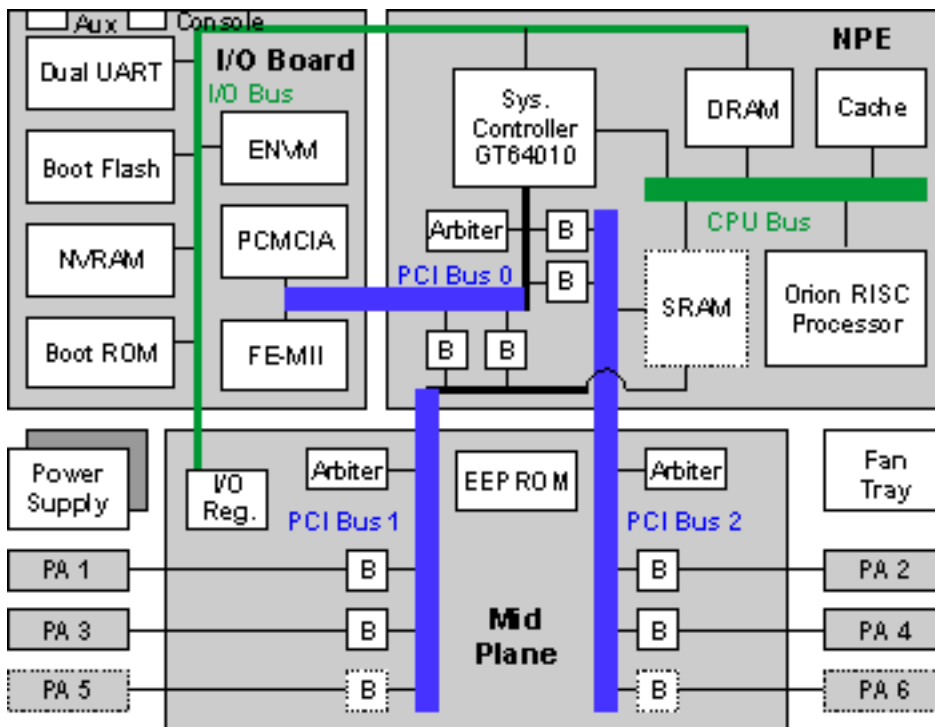 Aux
Console
Dual UART
Boot Flash
NVRAM
Boot ROM
I/O Board
I/O Bus
ENVM
PCMCIA
FE-MII
NPE
Sys.
Controller
GT64010
DRAM
Cache
CPU Bus
Arbiter
B
B
PCI Bus 0
B
B
SRAM
Orion RISC
Processor
Power
Supply
I/O
Reg.
Arbiter
PCI Bus 1
EEPROM
Arbiter
PCI Bus 2
Fan
Tray
PA 1
B
B
PA 2
PA 3
B
Mid
Plane
B
PA 4
PA 5
B
B
PA 6